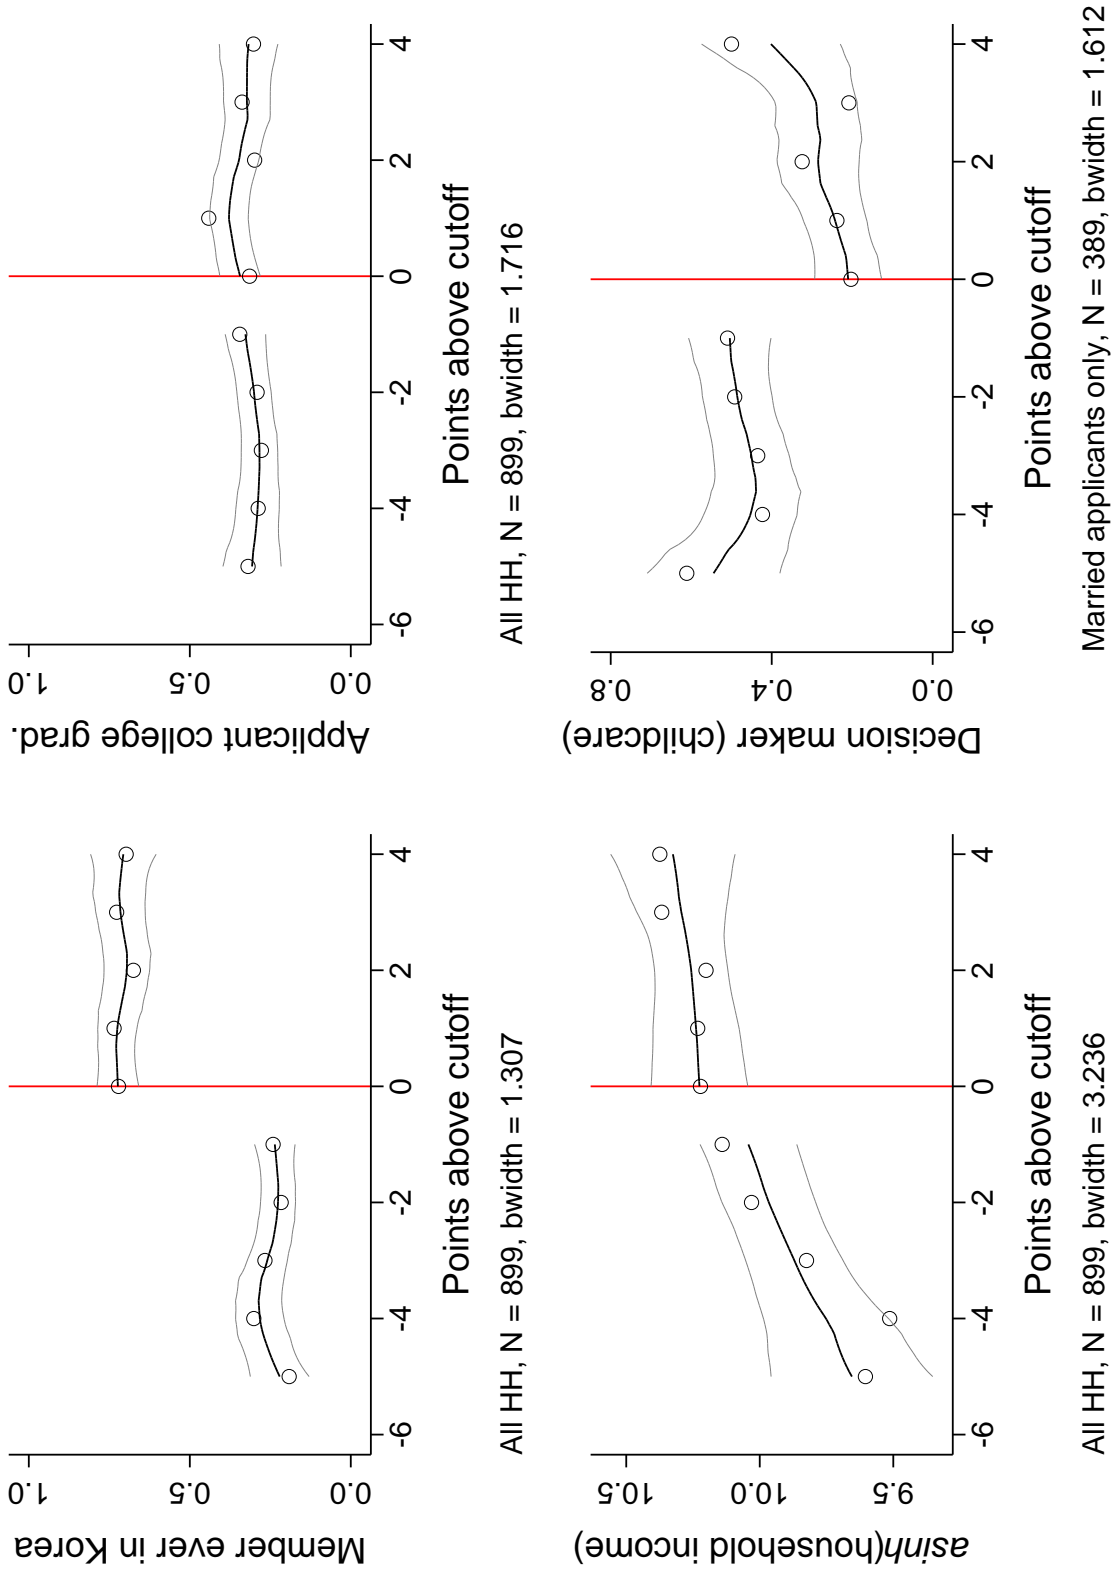 Member ever in Korea
1.0
0.5
0.0
-6 -4 -2 0 2 4
Points above cutoff
All HH, N = 899, bwidth = 1.307
Applicant college grad.
1.0
0.5
0.0
-6 -4 -2 0 2 4
Points above cutoff
All HH, N = 899, bwidth = 1.716
asinh(household income)
10.5
10.0
9.5
-6 -4 -2 0 2 4
Points above cutoff
All HH, N = 899, bwidth = 3.236
Decision maker (childcare)
0.8
0.4
0.0
-6 -4 -2 0 2 4
Points above cutoff
Married applicants only, N = 389, bwidth = 1.612